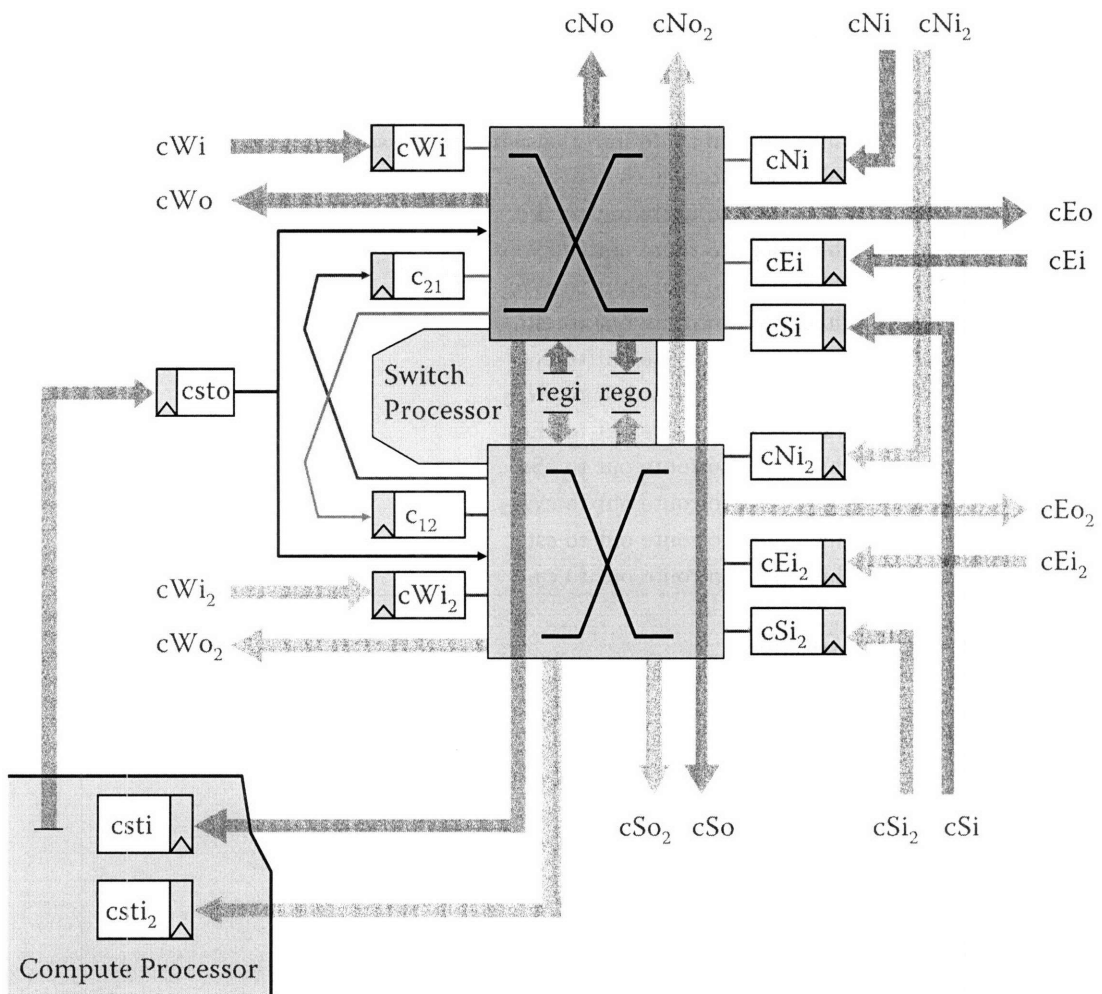 cNo cNo₂ cNi cNi₂
cWi cWi cNi
cWo cEo
c₂₁ cEi cEi
cSi
Switch
Processor
regi rego
csto
cNi₂
c₁₂ cEo₂
cEi₂ cEi₂
cWi₂ cWi₂
cSi₂
cWo₂
csti cSo₂ cSo cSi₂ cSi
csti₂
Compute Processor